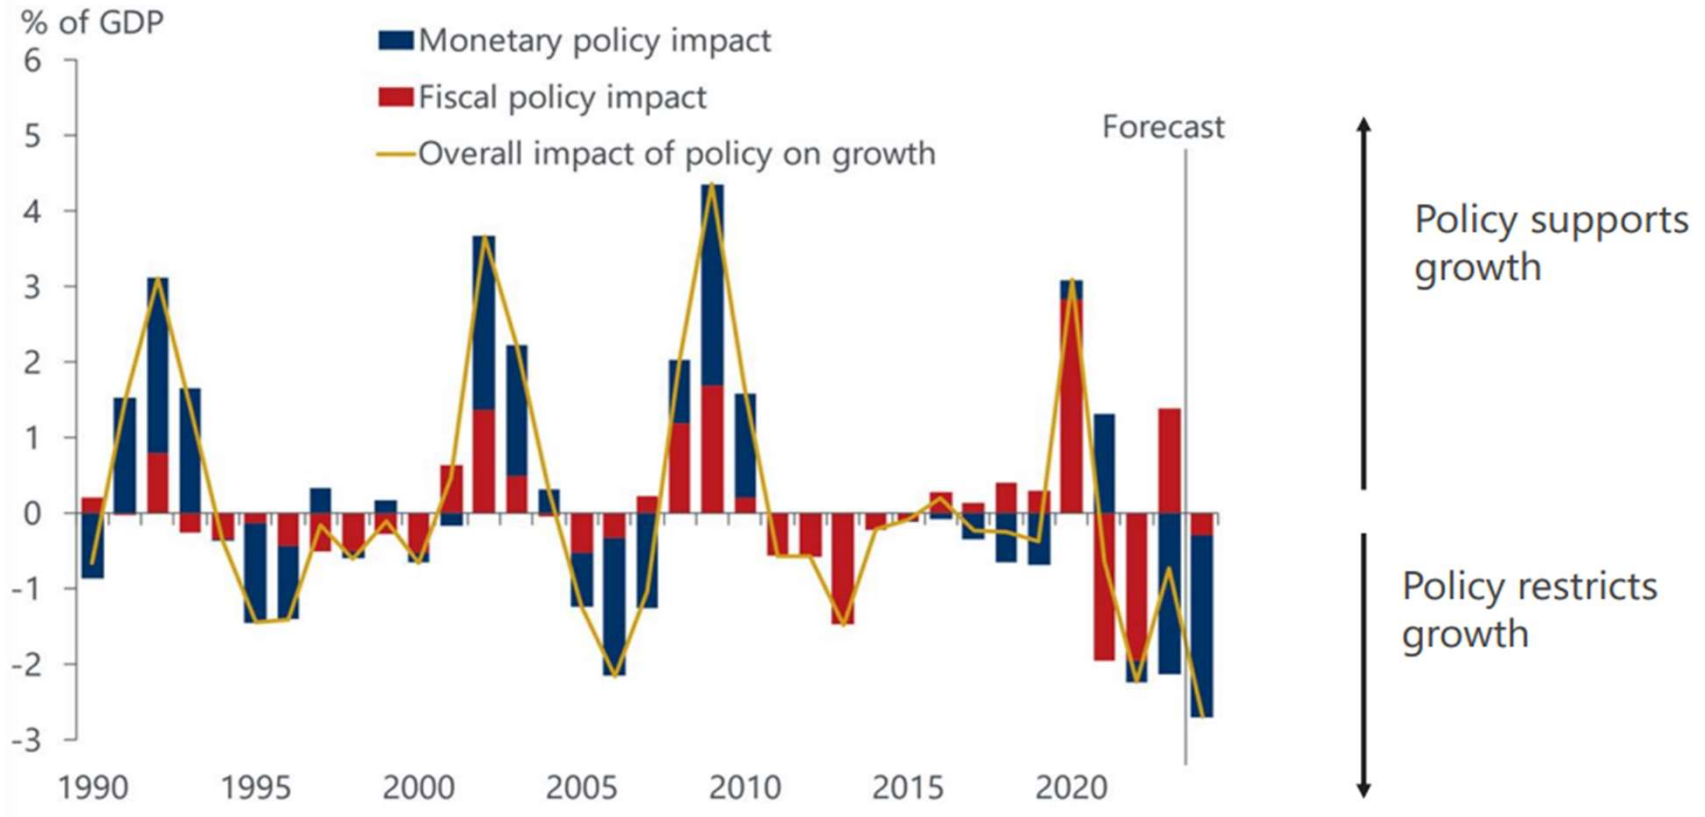 % of GDP
Monetary policy impact
Fiscal policy impact
Overall impact of policy on growth
6
5
4
3
2
1
0
-1
-2
-3
Forecast
Policy supports
growth
Policy restricts
growth
1990 1995 2000 2005 2010 2015 2020